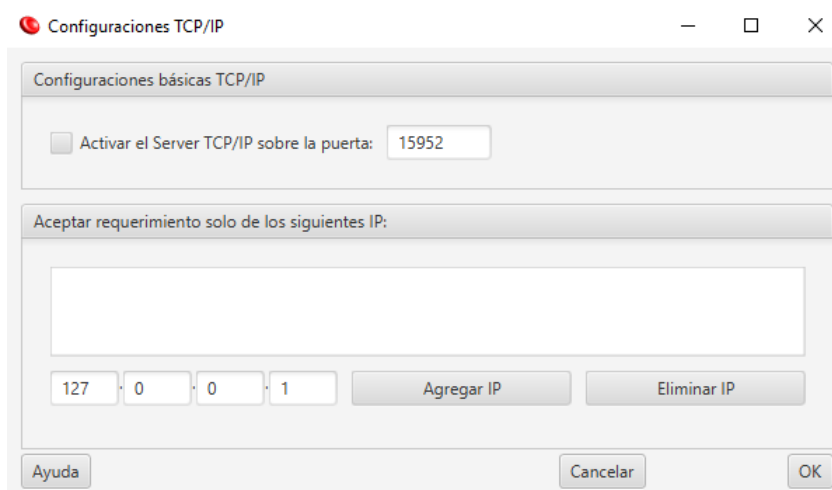 Configuraciones TCP/IP
Configuraciones básicas TCP/IP
Activar el Server TCP/IP sobre la puerta: 15952
Aceptar requerimiento solo de los siguientes IP:
127 . 0 . 0 . 1 Agregar IP Eliminar IP
Ayuda Cancelar OK